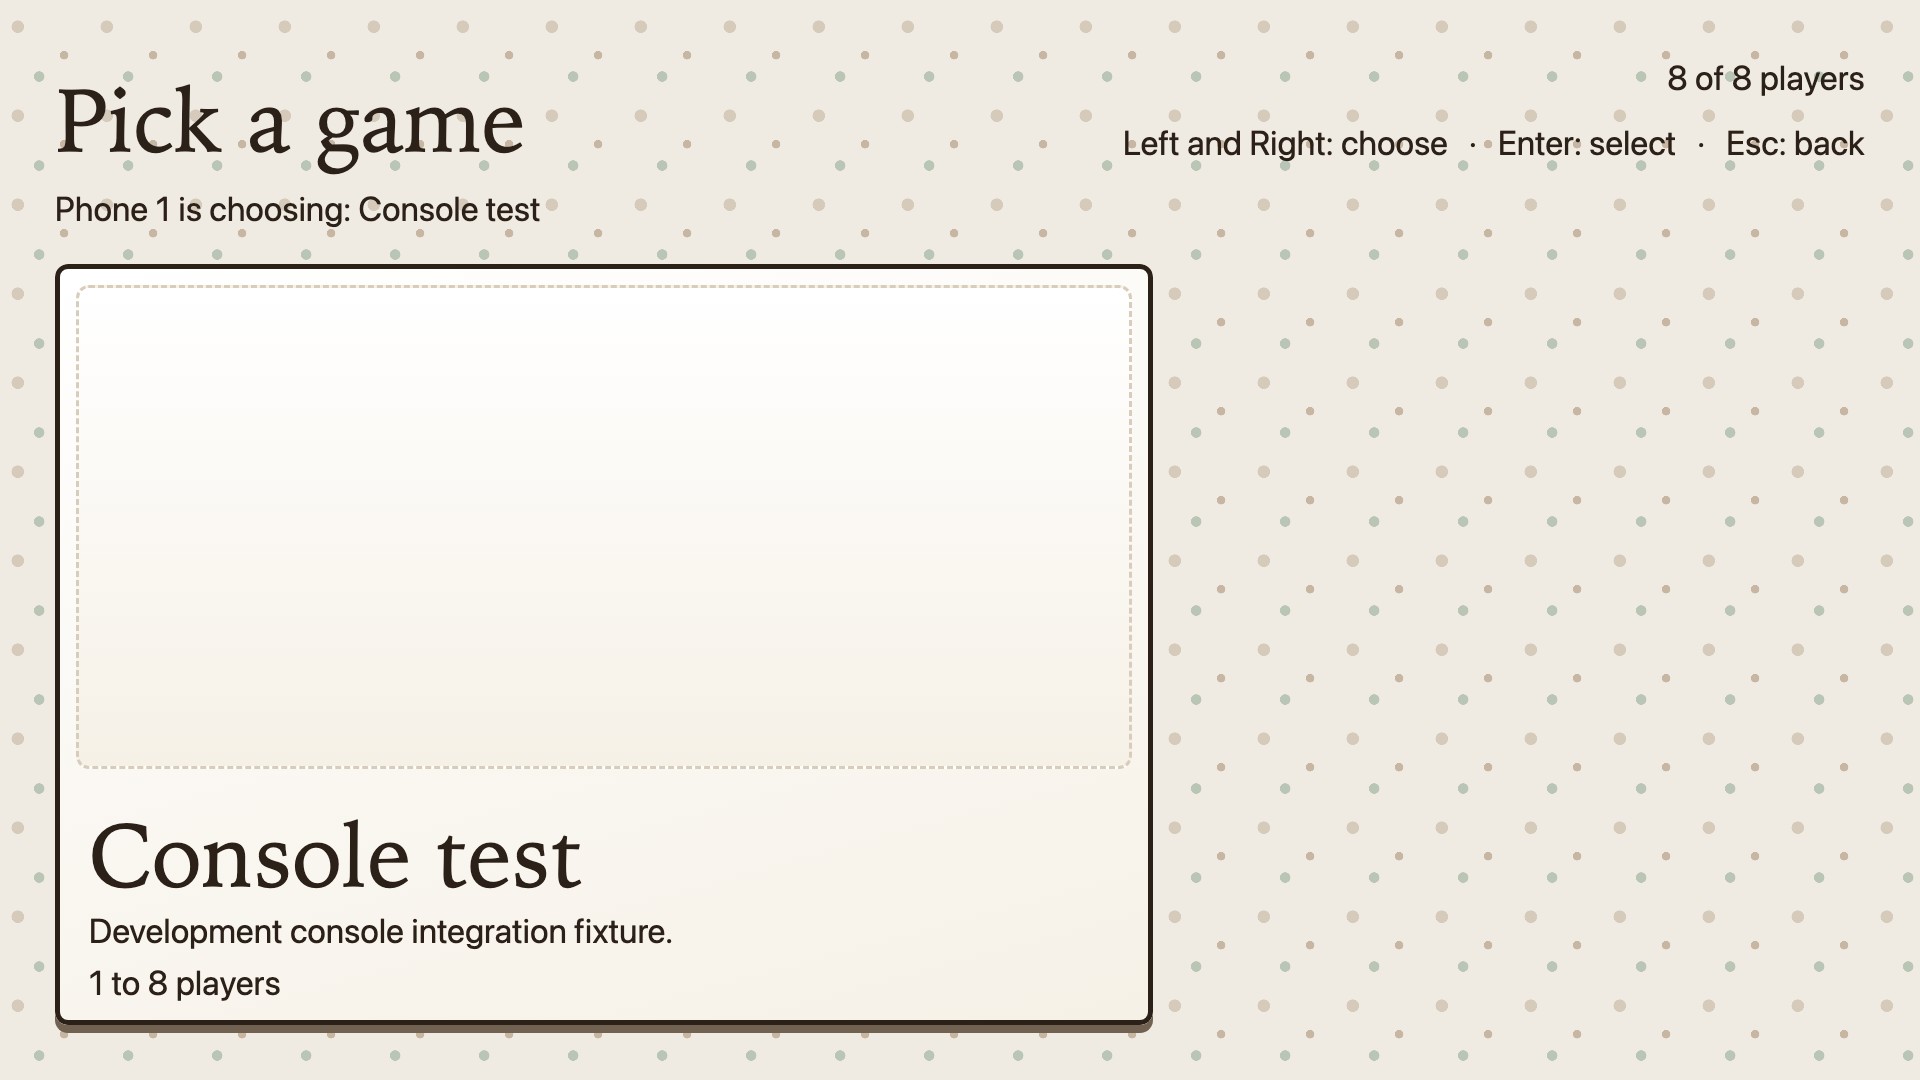 Pick a game
Phone 1 is choosing: Console test
8 of 8 players
Left and Right: choose · Enter: select · Esc: back
Console test
Development console integration fixture.
1 to 8 players